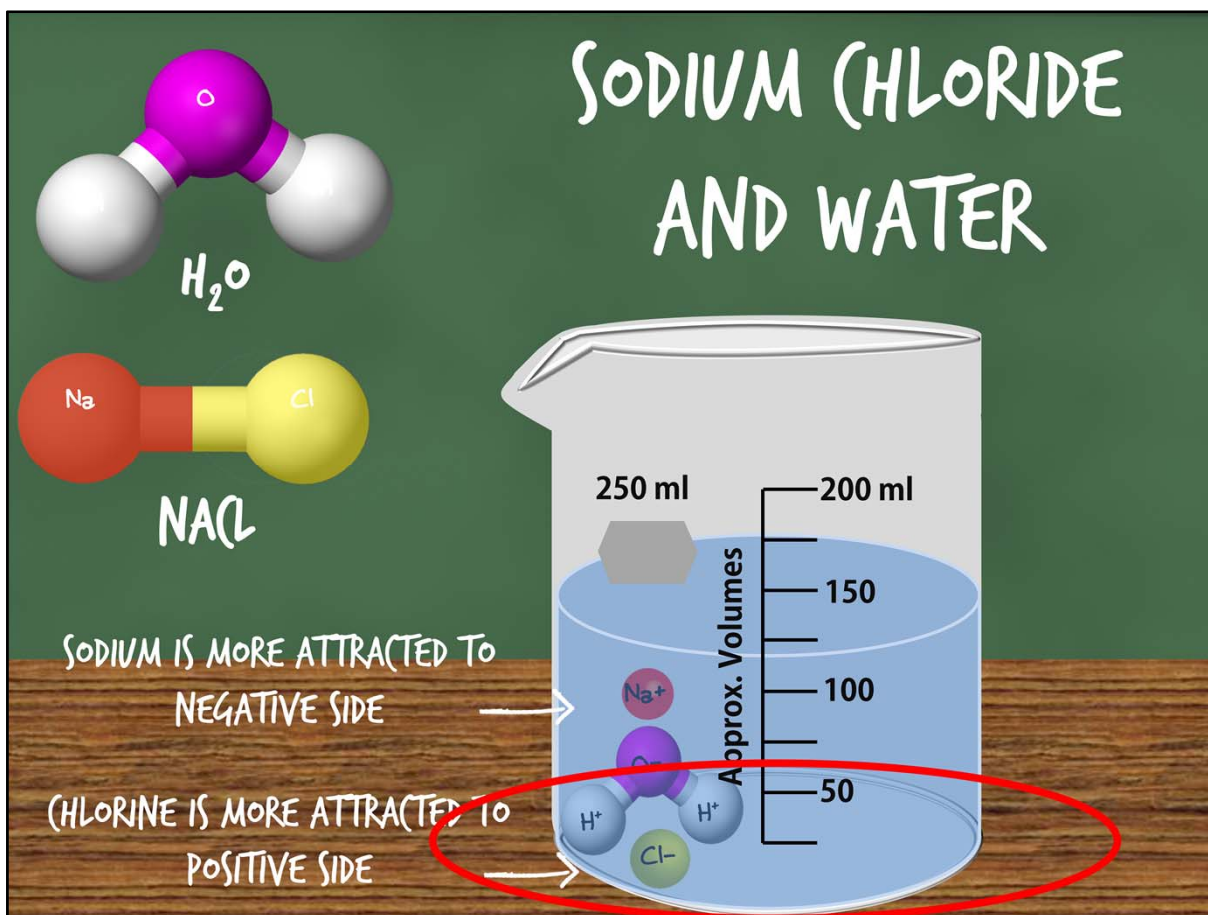 SODIUM CHLORIDE
AND WATER
O
H₂O
Na Cl
NACL
250 ml
200 ml
150
100
50
Approx. Volumes
SODIUM IS MORE ATTRACTED TO
NEGATIVE SIDE
Na+
O-
H+ H+
Cl-
CHLORINE IS MORE ATTRACTED TO
POSITIVE SIDE